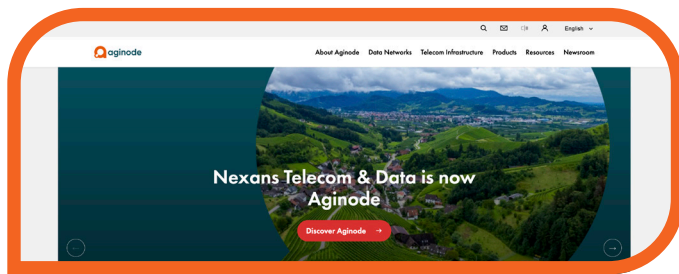 English
aginode
About Aginode Data Networks Telecom Infrastructure Products Resources Newsroom
Nexans Telecom & Data is now
Aginode
Discover Aginode →